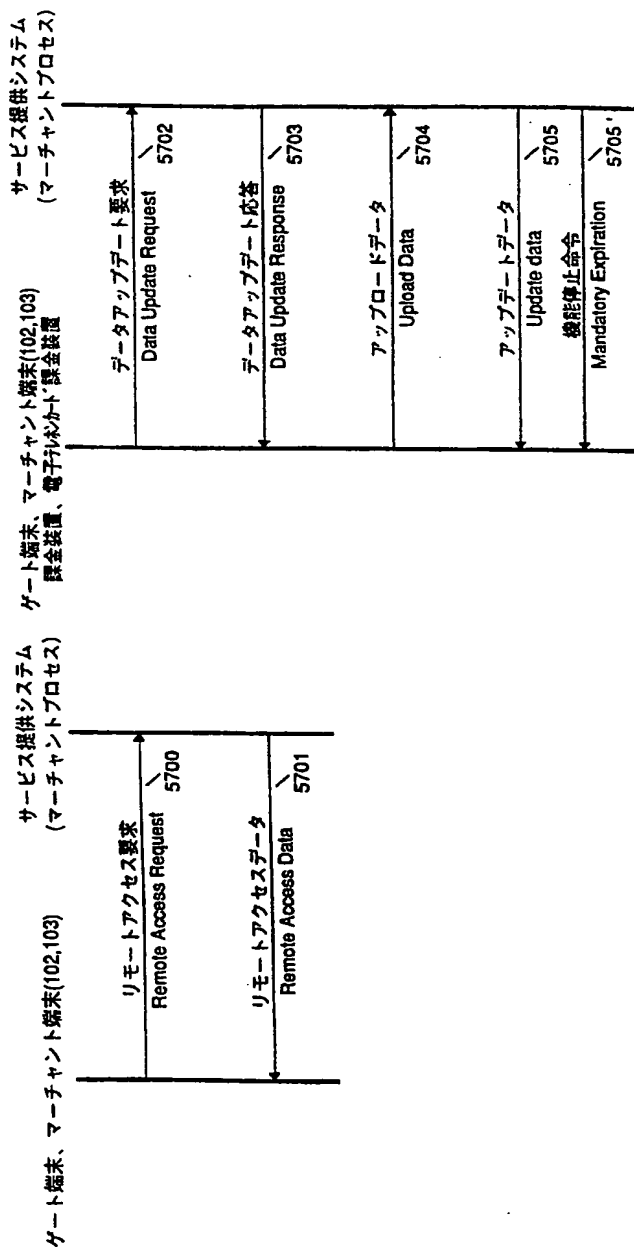 ゲート端末、マーチャント端末(102,103)
サービス提供システム
(マーチャントプロセス)
リモートアクセス要求
Remote Access Request
5700
リモートアクセスデータ
Remote Access Data
5701
ゲート端末、マーチャント端末(102,103)
課金装置、電子テレホンカード課金装置
サービス提供システム
(マーチャントプロセス)
データアップデート要求
Data Update Request
5702
データアップデート応答
Data Update Response
5703
アップロードデータ
Upload Data
5704
アップデートデータ
Update data
5705
機能停止命令
Mandatory Expiration
5705'